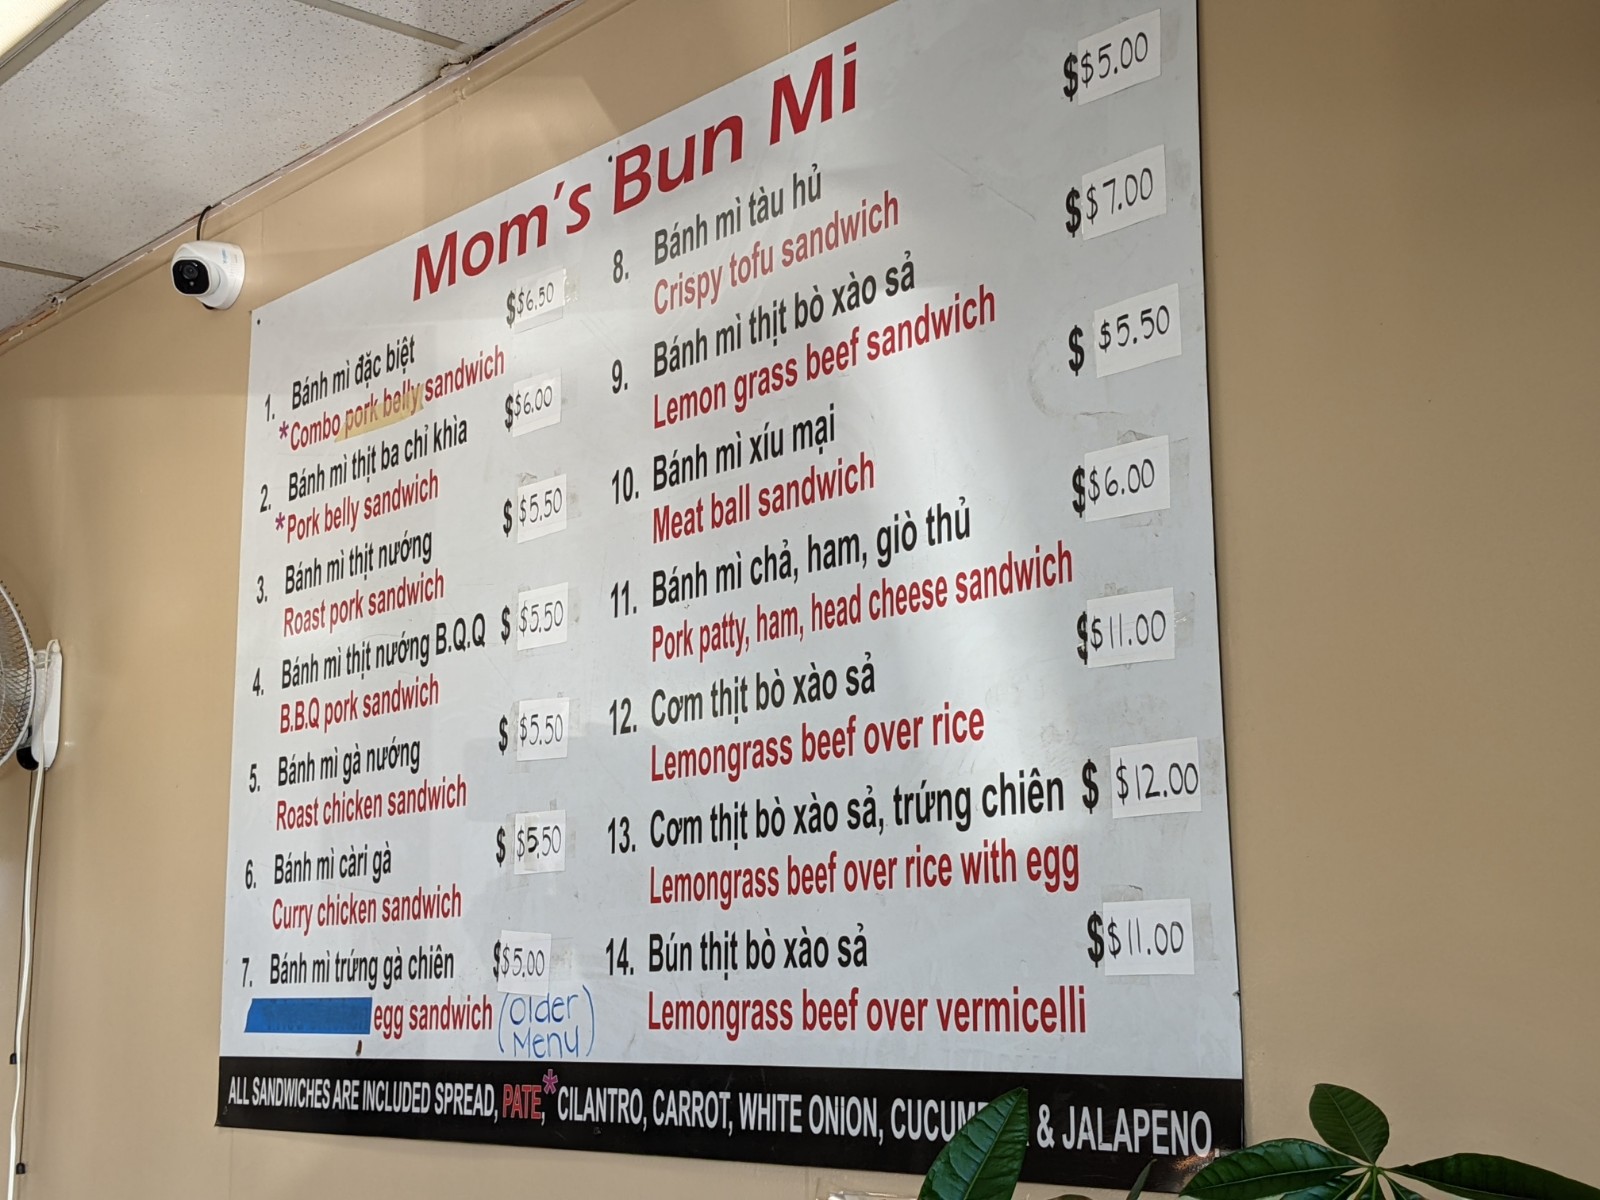 Mom's Bun Mi
1. Bánh mì đặc biệt $ $6.50
*Combo pork belly sandwich
2. Bánh mì thịt ba chỉ khìa $ $6.00
*Pork belly sandwich
3. Bánh mì thịt nướng $ $5.50
Roast pork sandwich
4. Bánh mì thịt nướng B.Q.Q $ $5.50
B.B.Q pork sandwich
5. Bánh mì gà nướng $ $5.50
Roast chicken sandwich
6. Bánh mì càri gà $ $5.50
Curry chicken sandwich
7. Bánh mì trứng gà chiên $ $5.00
egg sandwich (Older
Menu)
8. Bánh mì tàu hủ $ $5.00
Crispy tofu sandwich
9. Bánh mì thịt bò xào sả $ $7.00
Lemon grass beef sandwich
10. Bánh mì xíu mại $ $5.50
Meat ball sandwich
11. Bánh mì chả, ham, giò thủ $ $6.00
Pork patty, ham, head cheese sandwich
12. Cơm thịt bò xào sả $ $11.00
Lemongrass beef over rice
13. Cơm thịt bò xào sả, trứng chiên $ $12.00
Lemongrass beef over rice with egg
14. Bún thịt bò xào sả $ $11.00
Lemongrass beef over vermicelli
ALL SANDWICHES ARE INCLUDED SPREAD, PATE,* CILANTRO, CARROT, WHITE ONiON, & JALAPENO.